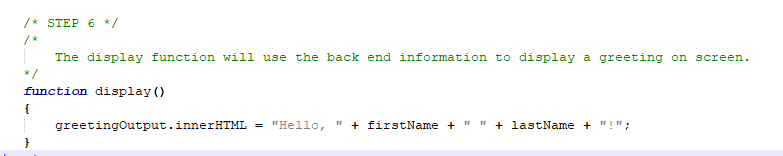 /* STEP 6 */
/*
The display function will use the back end information to display a greeting on screen.
*/
function display()
{
greetingOutput.innerHTML = "Hello, " + firstName + " " + lastName + "!";
}